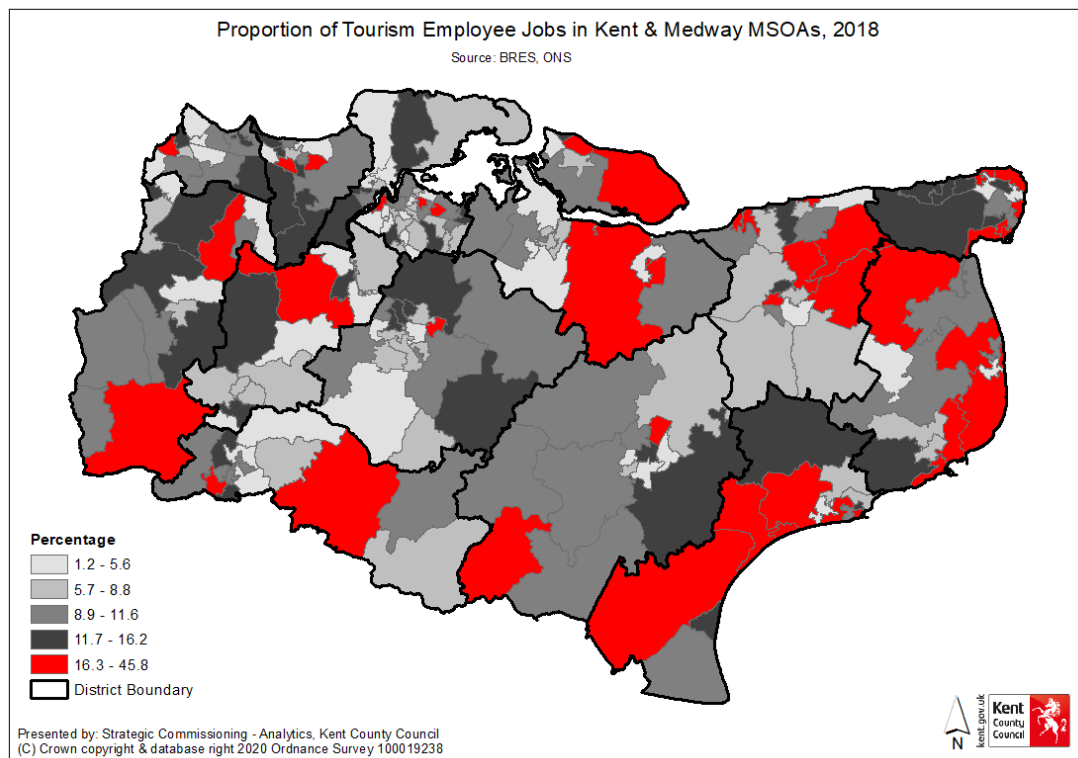 Proportion of Tourism Employee Jobs in Kent & Medway MSOAs, 2018
Source: BRES, ONS
Percentage
1.2 - 5.6
5.7 - 8.8
8.9 - 11.6
11.7 - 16.2
16.3 - 45.8
District Boundary
Presented by: Strategic Commissioning - Analytics, Kent County Council
(C) Crown copyright & database right 2020 Ordnance Survey 100019238
N
kent.gov.uk
Kent
County
Council